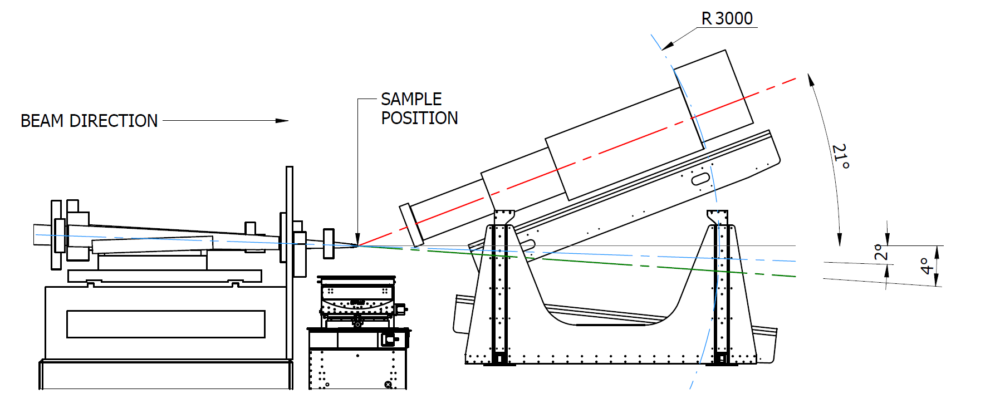 R 3000
SAMPLE
POSITION
BEAM DIRECTION
21°
2°
4°